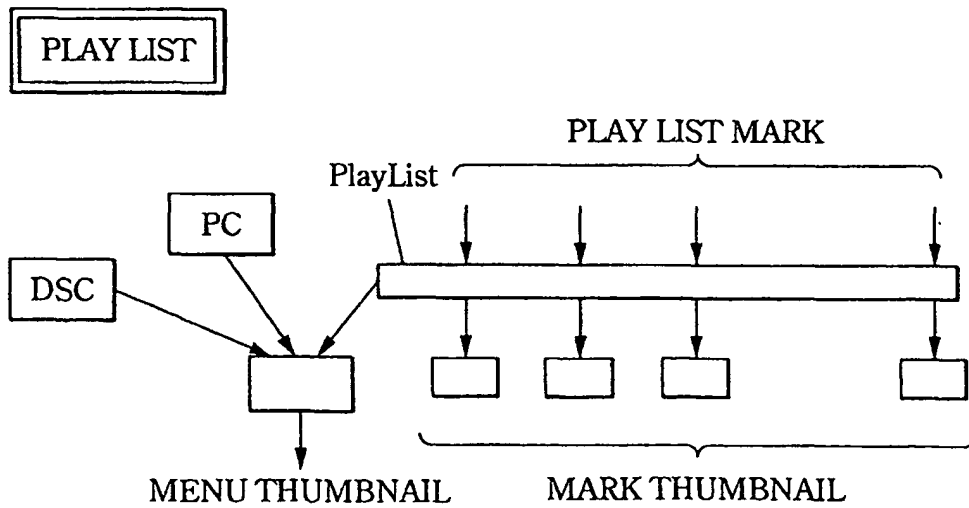 PLAY LIST
PLAY LIST MARK
PlayList
PC
DSC
MENU THUMBNAIL
MARK THUMBNAIL